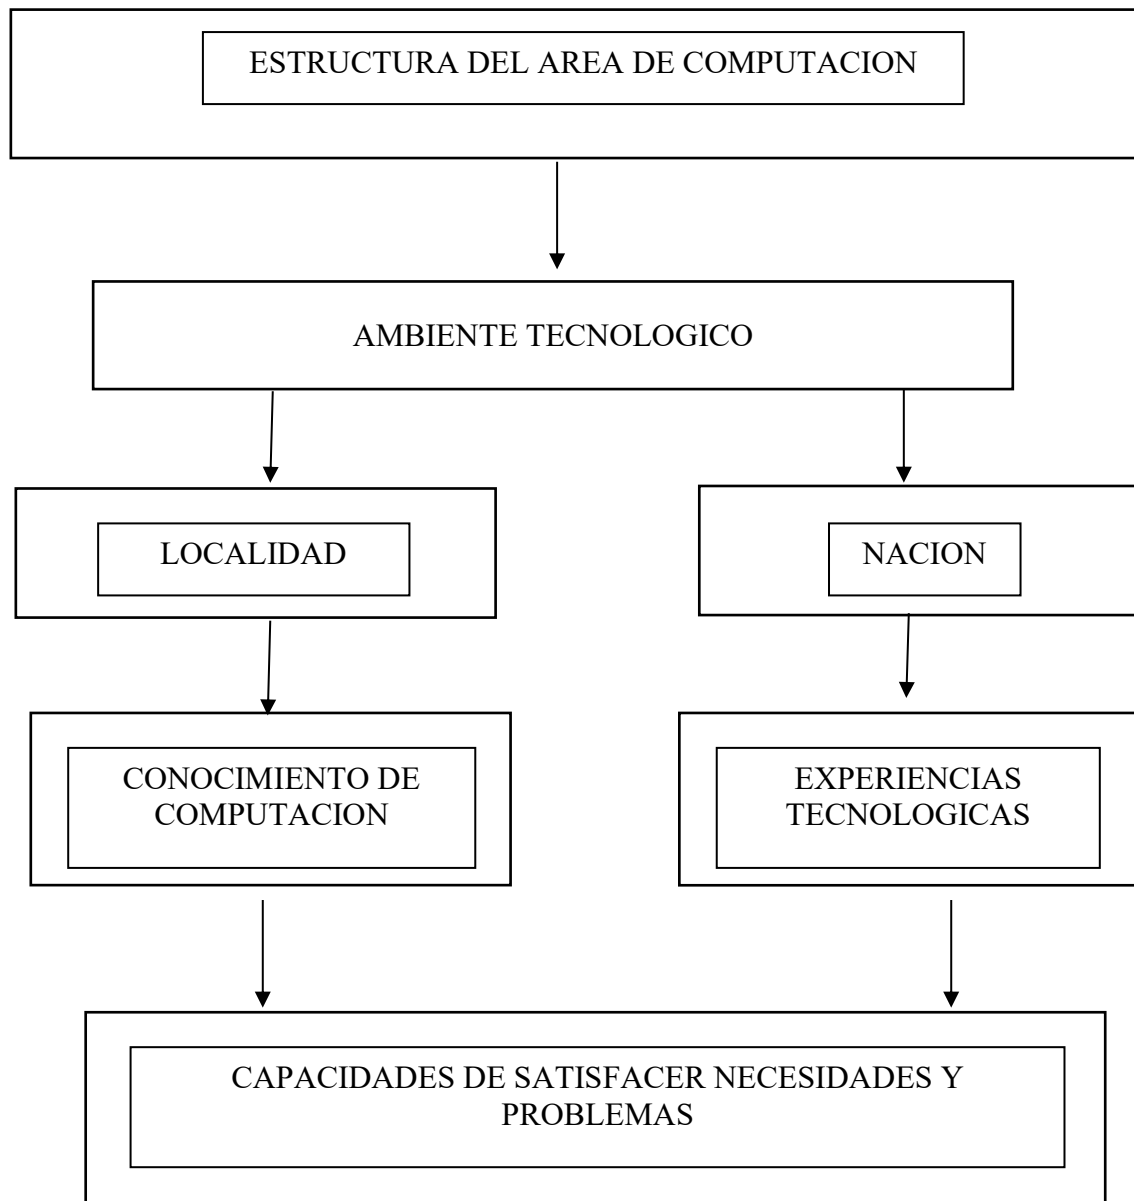 ESTRUCTURA DEL AREA DE COMPUTACION
AMBIENTE TECNOLOGICO
LOCALIDAD
NACION
CONOCIMIENTO DE
COMPUTACION
EXPERIENCIAS
TECNOLOGICAS
CAPACIDADES DE SATISFACER NECESIDADES Y
PROBLEMAS